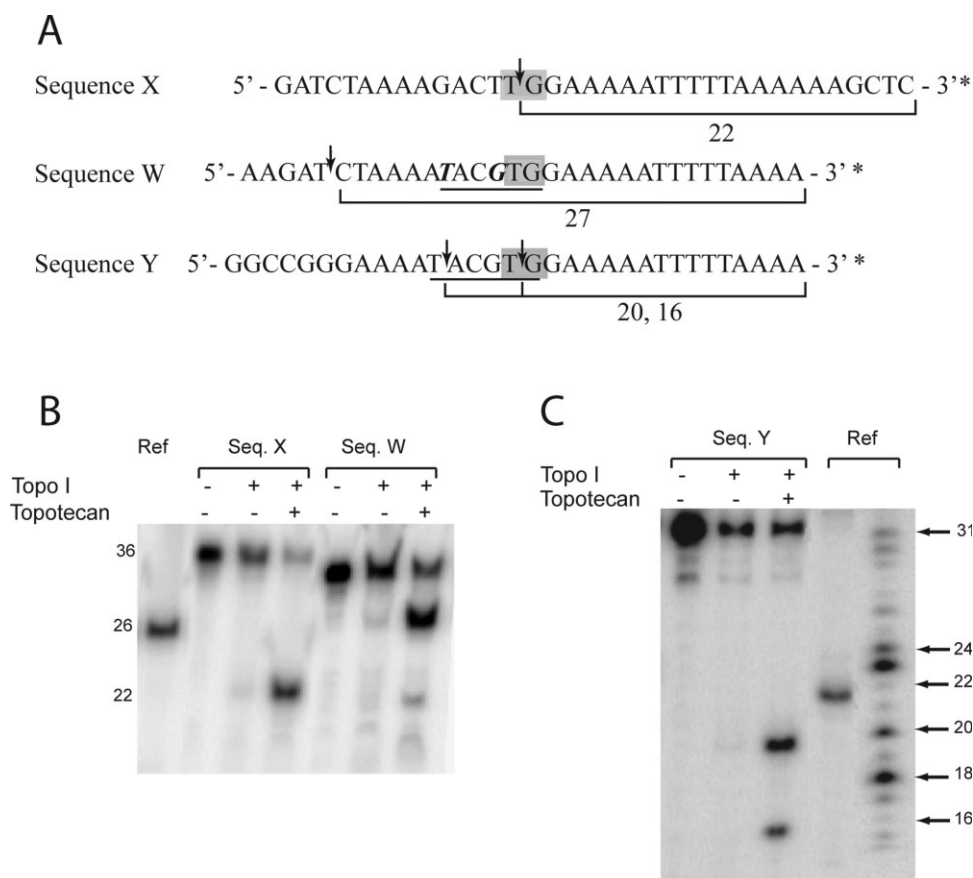 A
Sequence X 5' - GATCTAAAAGACTTGGAAAAATTTTTAAAAAAGCTC - 3'*
22
Sequence W 5'- AAGATCTAAAATACGTGGAAAAATTTTTAAAA - 3' *
27
Sequence Y 5'- GGCCGGGAAAATACGTGGAAAAATTTTTAAAA - 3' *
20, 16
B
Ref Seq. X Seq. W
Topo I - + + - + +
Topotecan - - + - - +
36
26
22
C
Seq. Y Ref
Topo I - + +
Topotecan - - +
31
24
22
20
18
16